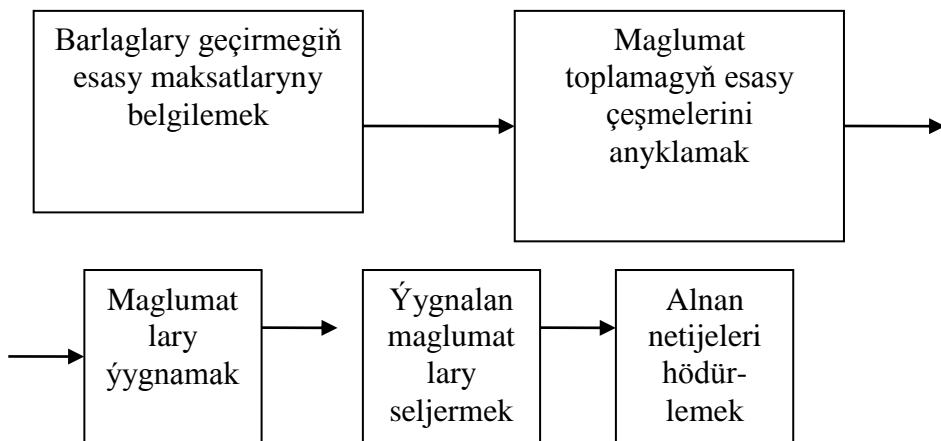 Barlaglary geçirmegiň
esasy maksatlaryny
belgilemek
Maglumat
toplamagyň esasy
çeşmelerini
anyklamak
Maglumat
lary
ýygnamak
Ýygnalan
maglumat
lary
seljermek
Alnan
netijeleri
hödür-
lemek